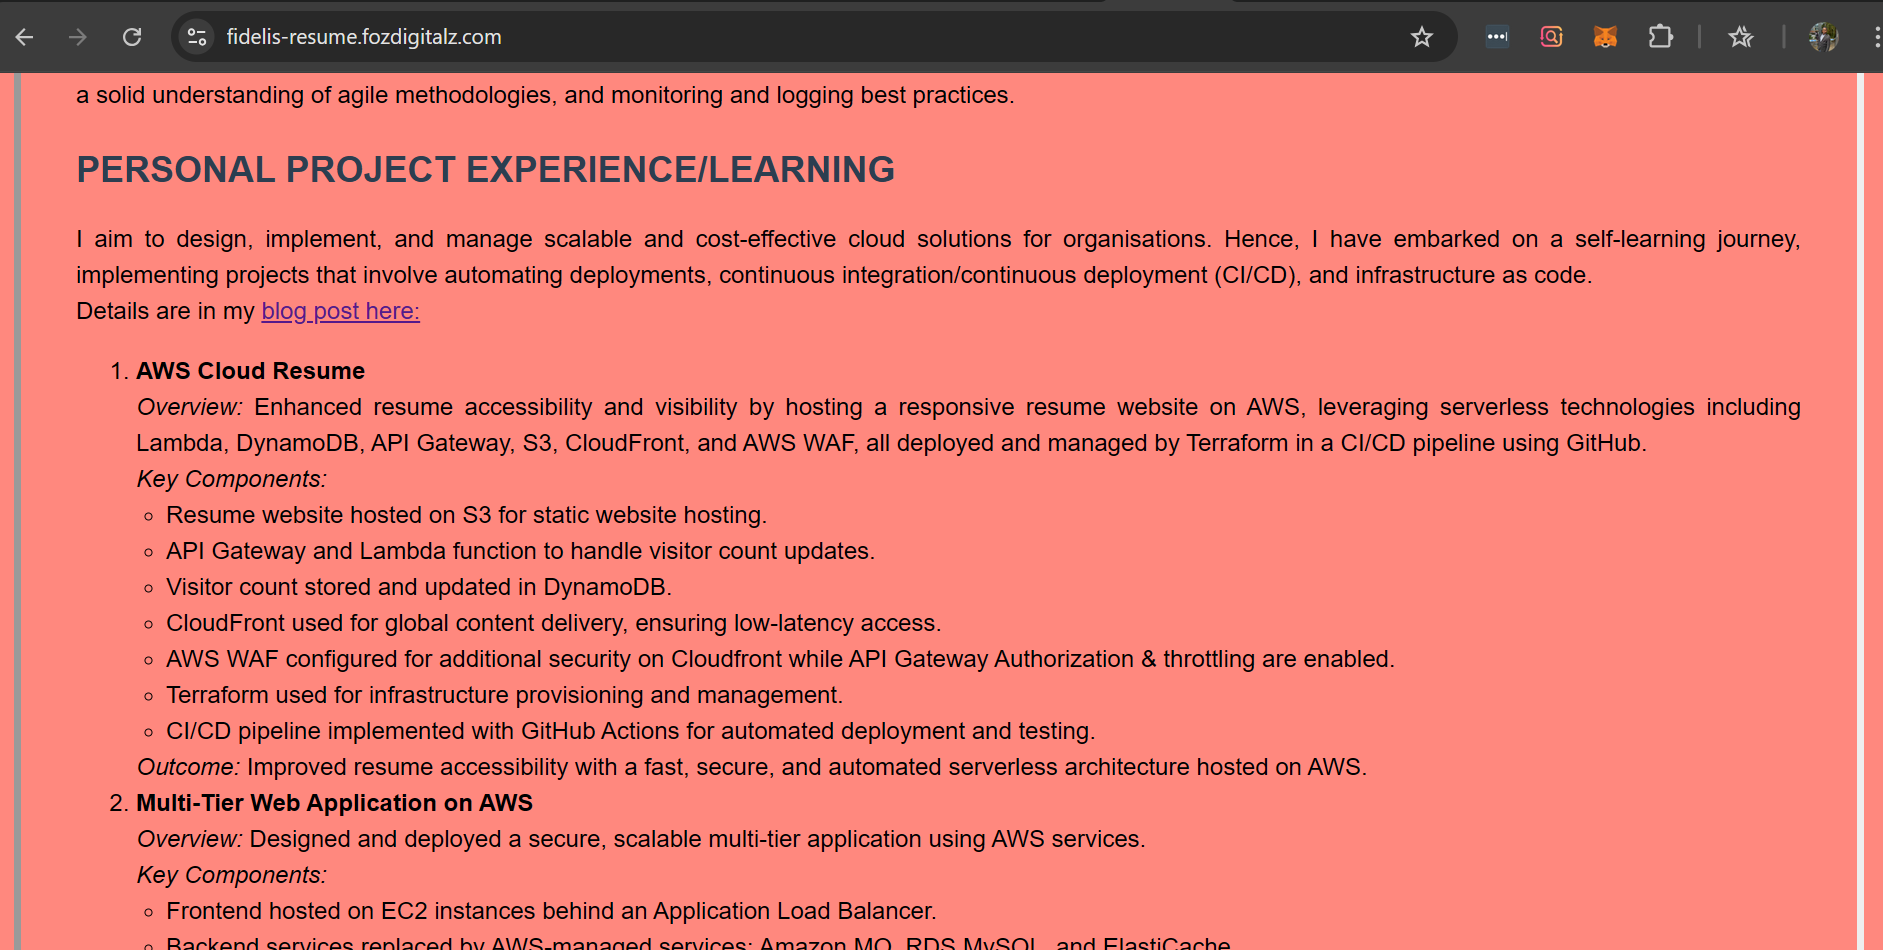 fidelis-resume.fozdigitalz.com
a solid understanding of agile methodologies, and monitoring and logging best practices.
PERSONAL PROJECT EXPERIENCE/LEARNING
I aim to design, implement, and manage scalable and cost-effective cloud solutions for organisations. Hence, I have embarked on a self-learning journey,
implementing projects that involve automating deployments, continuous integration/continuous deployment (CI/CD), and infrastructure as code.
Details are in my blog post here:
1. AWS Cloud Resume
Overview: Enhanced resume accessibility and visibility by hosting a responsive resume website on AWS, leveraging serverless technologies including
Lambda, DynamoDB, API Gateway, S3, CloudFront, and AWS WAF, all deployed and managed by Terraform in a CI/CD pipeline using GitHub.
Key Components:
Resume website hosted on S3 for static website hosting.
API Gateway and Lambda function to handle visitor count updates.
Visitor count stored and updated in DynamoDB.
CloudFront used for global content delivery, ensuring low-latency access.
AWS WAF configured for additional security on Cloudfront while API Gateway Authorization & throttling are enabled.
Terraform used for infrastructure provisioning and management.
CI/CD pipeline implemented with GitHub Actions for automated deployment and testing.
Outcome: Improved resume accessibility with a fast, secure, and automated serverless architecture hosted on AWS.
2. Multi-Tier Web Application on AWS
Overview: Designed and deployed a secure, scalable multi-tier application using AWS services.
Key Components:
Frontend hosted on EC2 instances behind an Application Load Balancer.
Backend services replaced by AWS-managed services: Amazon MQ, RDS MySQL, and ElastiCache.